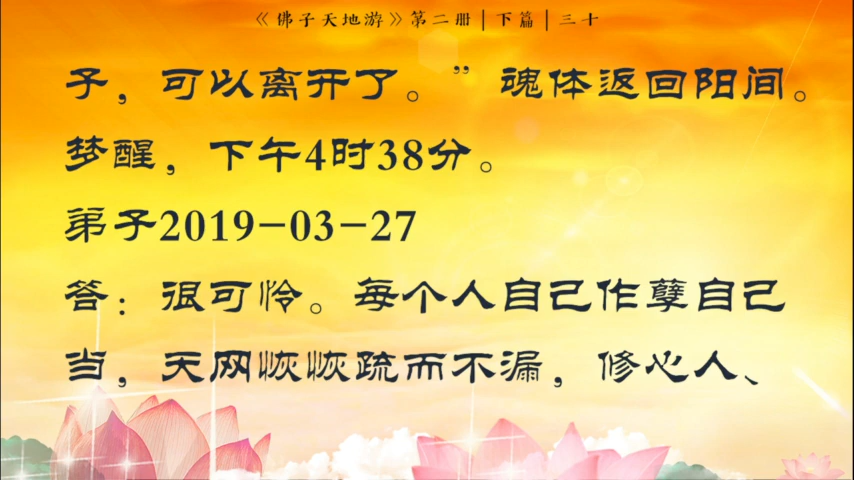 《佛子天地游》第二册|下篇|三十
子，可以离开了。”魂体返回阳间。
梦醒，下午4时38分。
弟子2019-03-27
答：很可怜。每个人自己作孽自己
当，天网恢恢疏而不漏，修心人、